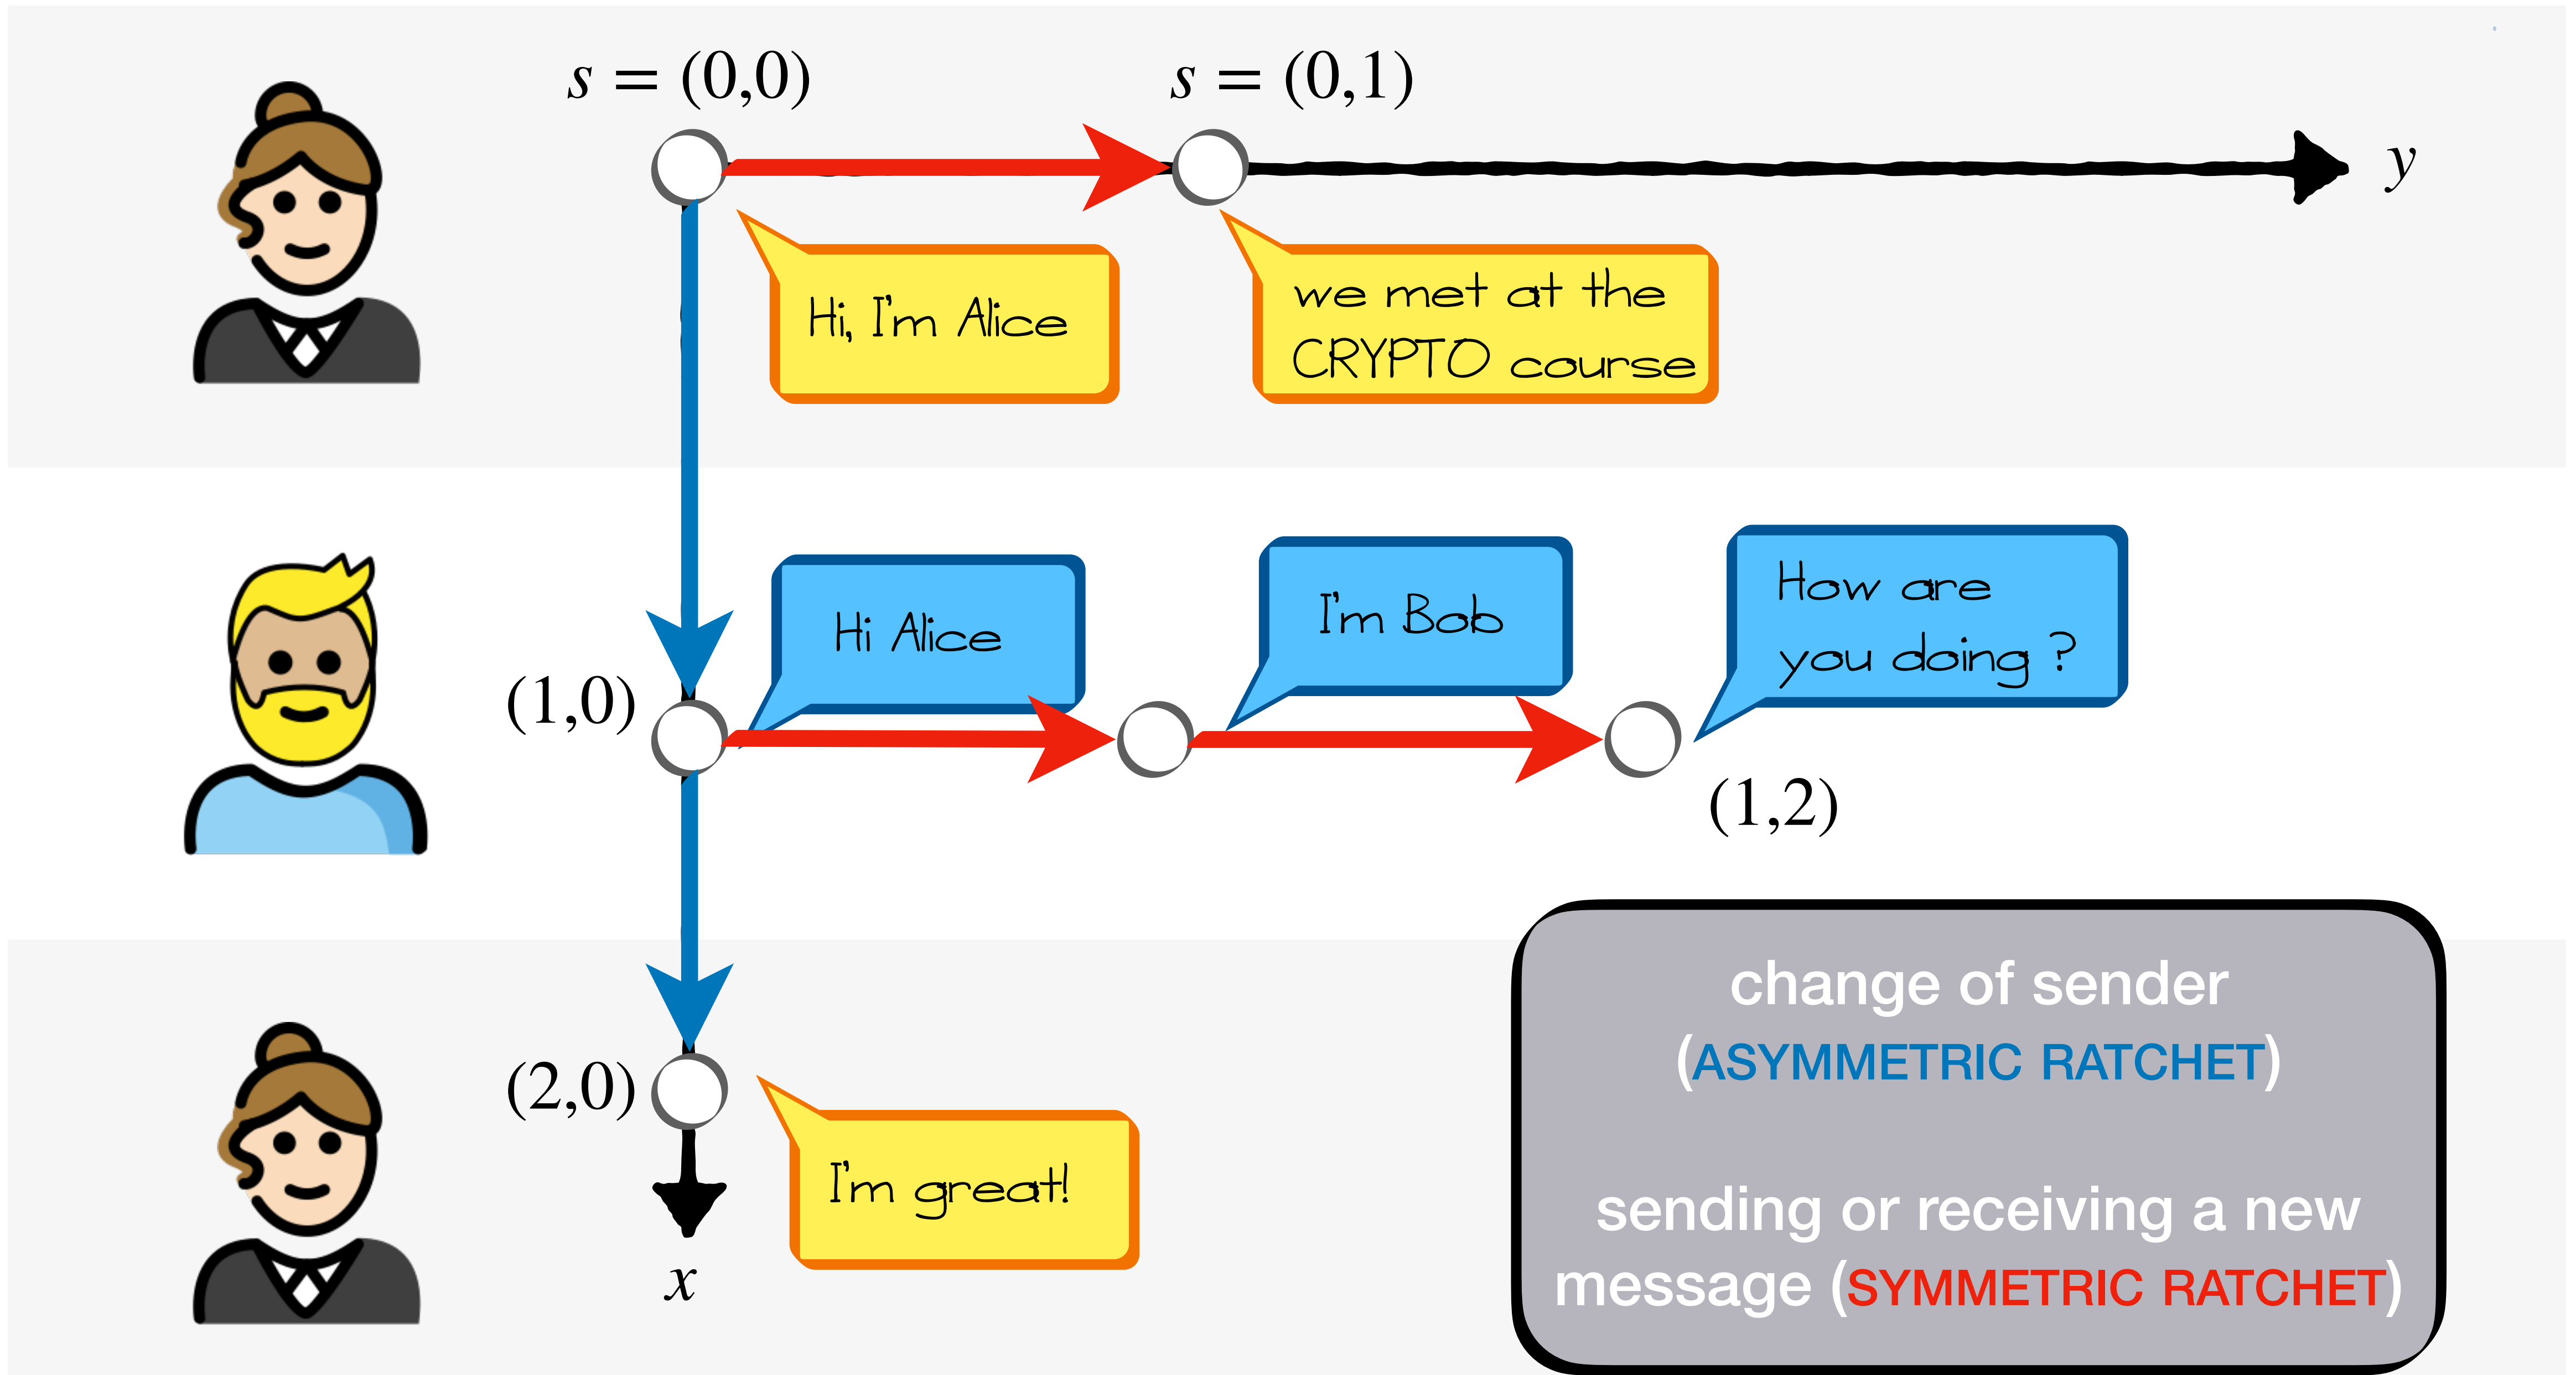 s = (0,0)
s = (0,1)
y
Hi, I'm Alice
we met at the
CRYPTO course
Hi Alice
I'm Bob
How are
you doing ?
(1,0)
(1,2)
change of sender
(ASYMMETRIC RATCHET)
(2,0)
I'm great!
sending or receiving a new
message (SYMMETRIC RATCHET)
x